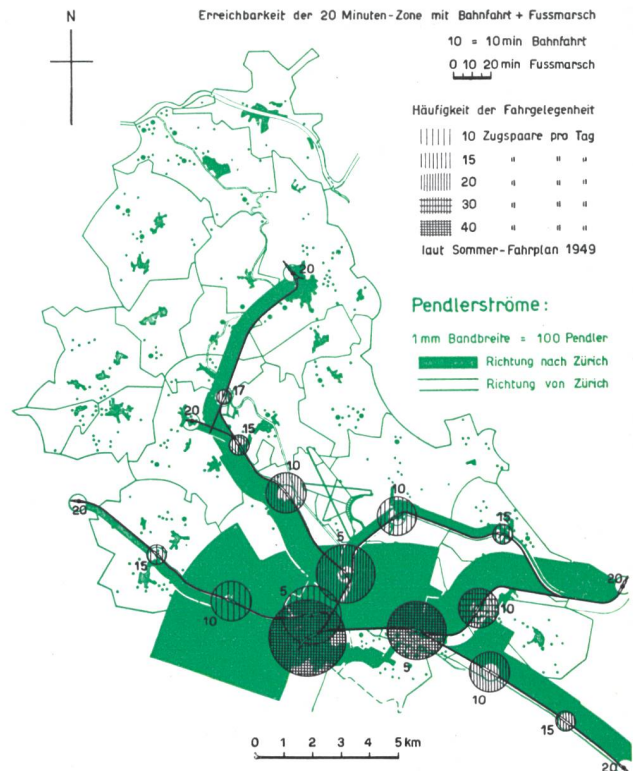 N
Erreichbarkeit der 20 Minuten-Zone mit Bahnfahrt + Fussmarsch
10 = 10 min Bahnfahrt
0 10 20 min Fussmarsch
Häufigkeit der Fahrgelegenheit
10 Zugspaare pro Tag
15 " " "
20 " " "
30 " " "
40 " " "
laut Sommer-Fahrplan 1949
Pendlerströme:
1mm Bandbreite = 100 Pendler
Richtung nach Zürich
Richtung von Zürich
20
17
20
15
10
20
10
15
5
15
20
5
10
10
5
10
15
20
0 1 2 3 4 5 km